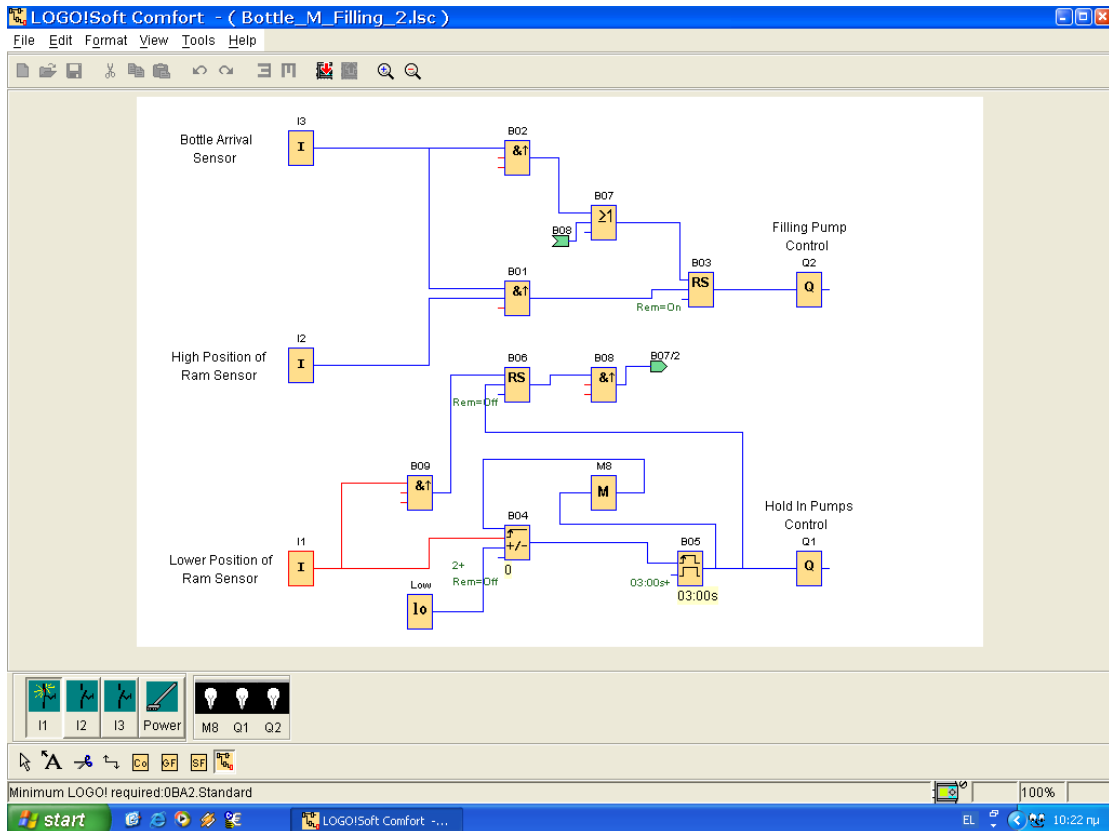 LOGO!Soft Comfort - ( Bottle_M_Filling_2.lsc )
File Edit Format View Tools Help
I3
Bottle Arrival
Sensor
I
B02
&↑
B07
≥1
B08
Filling Pump
Control
Q2
Q
B03
RS
Rem=On
B01
&↑
I2
High Position of
Ram Sensor
I
B06
RS
Rem=Off
B08
&↑
B07/2
B09
&↑
M8
M
Hold In Pumps
Control
Q1
Q
B04
+/-
2+
Rem=Off
0
B05
03:00s+
03:00s
I1
Lower Position of
Ram Sensor
I
Low
lo
I1 I2 I3 Power M8 Q1 Q2
A Co GF SF
Minimum LOGO! required:0BA2.Standard 100%
start LOGO!Soft Comfort -... EL 10:22 πμ